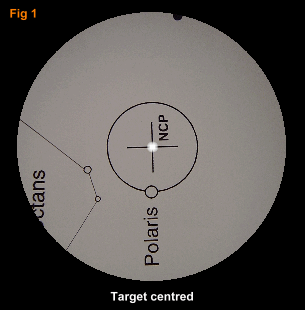 Fig 1
NCP
ctans
Polaris
Target centred